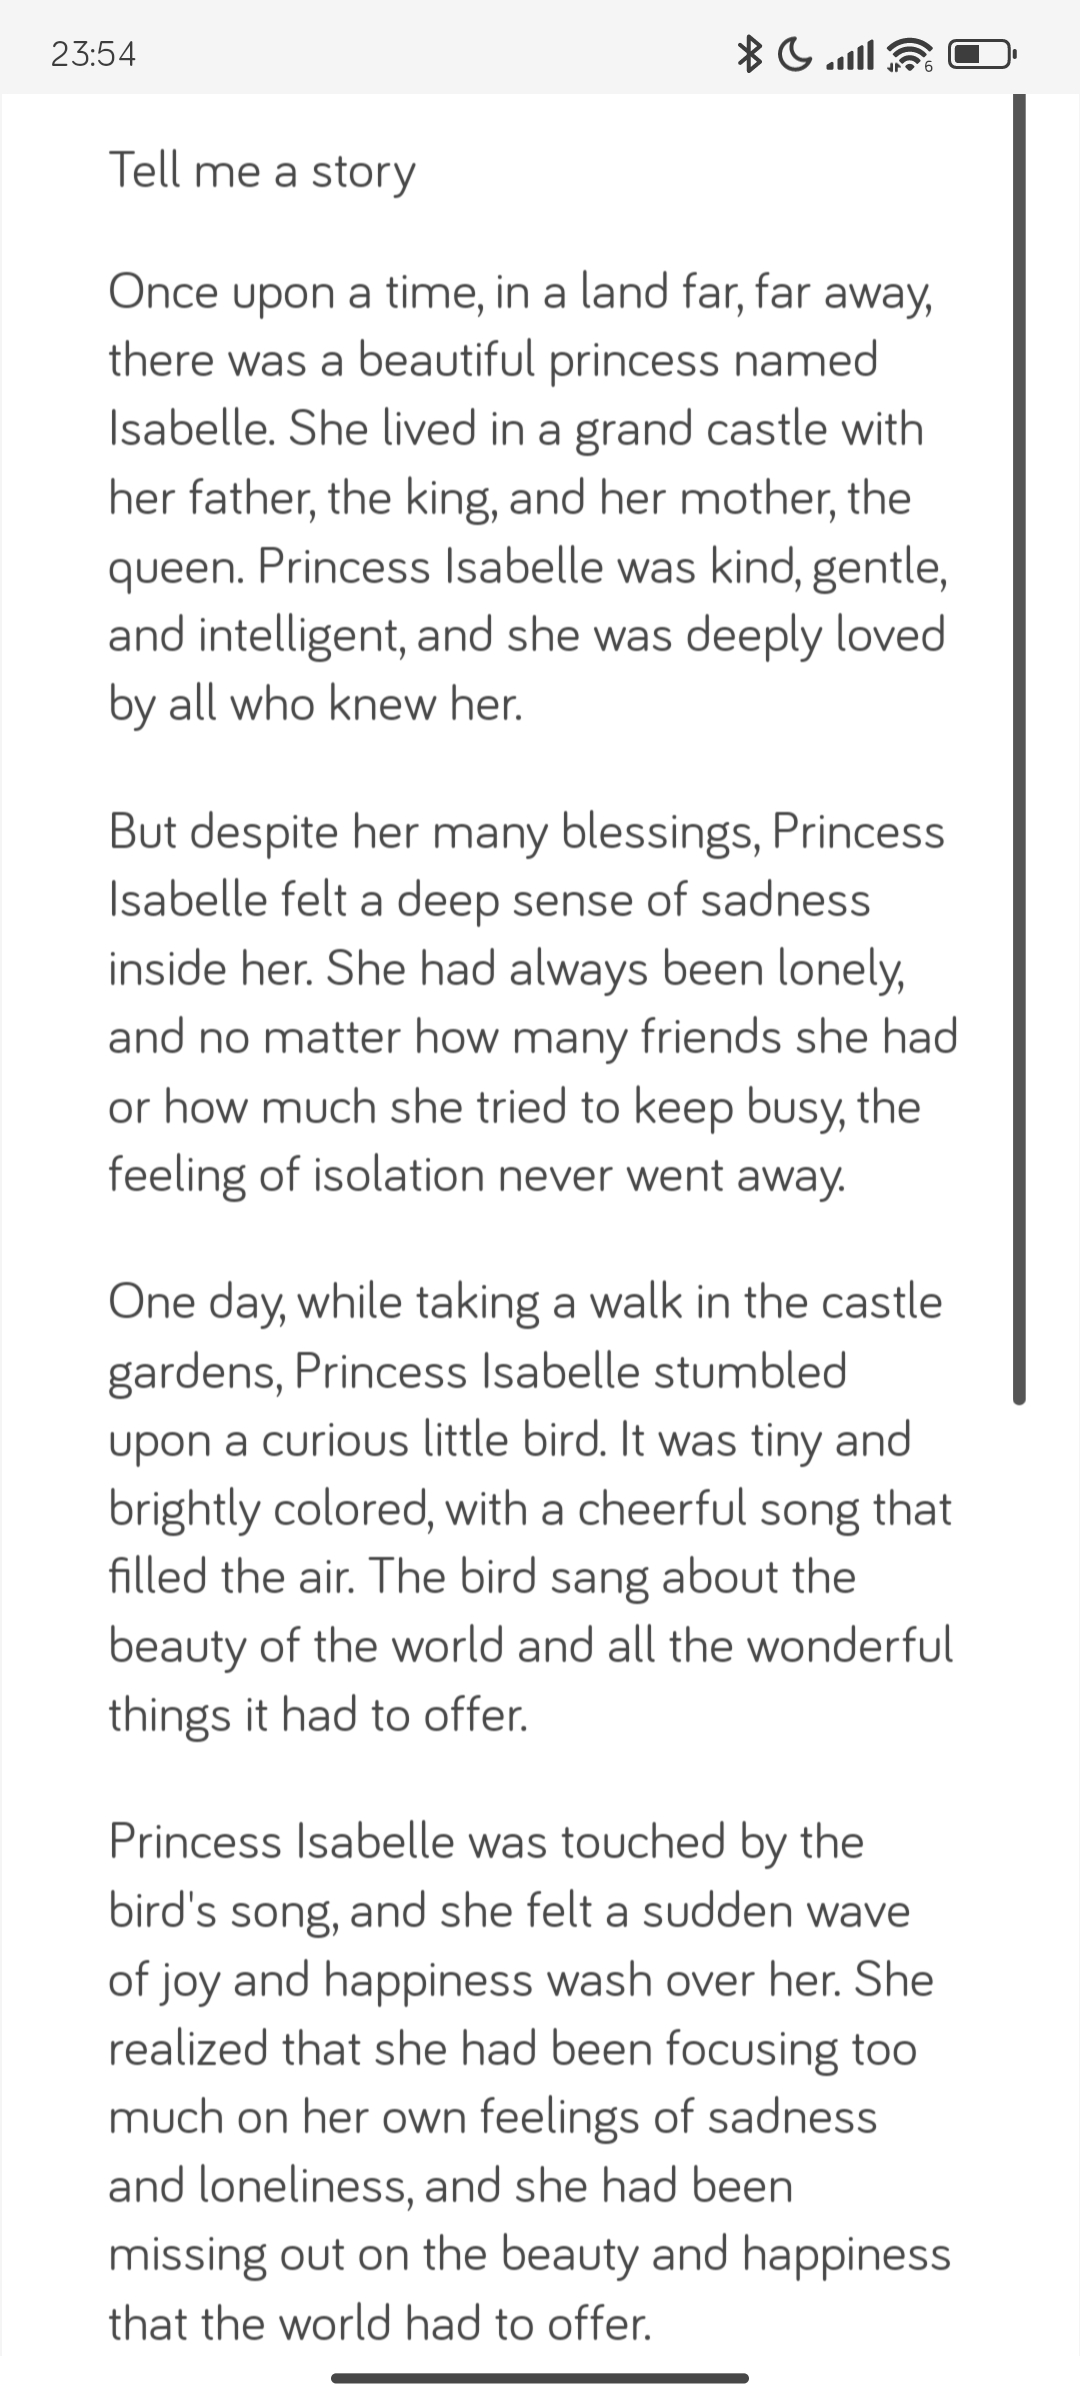 23:54
6
Tell me a story
Once upon a time, in a land far, far away,
there was a beautiful princess named
Isabelle. She lived in a grand castle with
her father, the king, and her mother, the
queen. Princess Isabelle was kind, gentle,
and intelligent, and she was deeply loved
by all who knew her.
But despite her many blessings, Princess
Isabelle felt a deep sense of sadness
inside her. She had always been lonely,
and no matter how many friends she had
or how much she tried to keep busy, the
feeling of isolation never went away.
One day, while taking a walk in the castle
gardens, Princess Isabelle stumbled
upon a curious little bird. It was tiny and
brightly colored, with a cheerful song that
filled the air. The bird sang about the
beauty of the world and all the wonderful
things it had to offer.
Princess Isabelle was touched by the
bird's song, and she felt a sudden wave
of joy and happiness wash over her. She
realized that she had been focusing too
much on her own feelings of sadness
and loneliness, and she had been
missing out on the beauty and happiness
that the world had to offer.